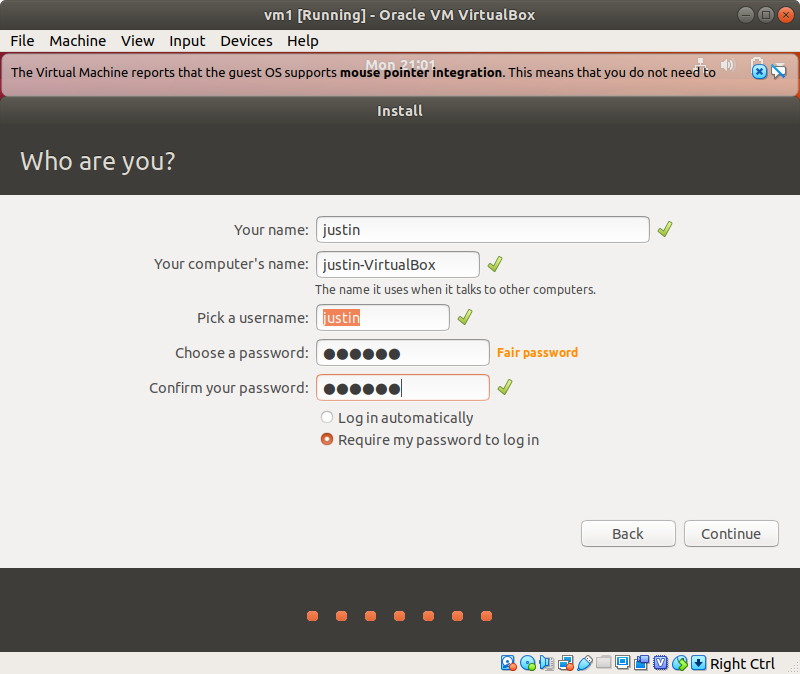 vm1 [Running] - Oracle VM VirtualBox
File Machine View Input Devices Help
Mon 21:01
The Virtual Machine reports that the guest OS supports mouse pointer integration. This means that you do not need to
Install
Who are you?
Your name: justin
Your computer's name: justin-VirtualBox
The name it uses when it talks to other computers.
Pick a username: justin
Choose a password: ●●●●●● Fair password
Confirm your password: ●●●●●●
Log in automatically
Require my password to log in
Back Continue
Right Ctrl